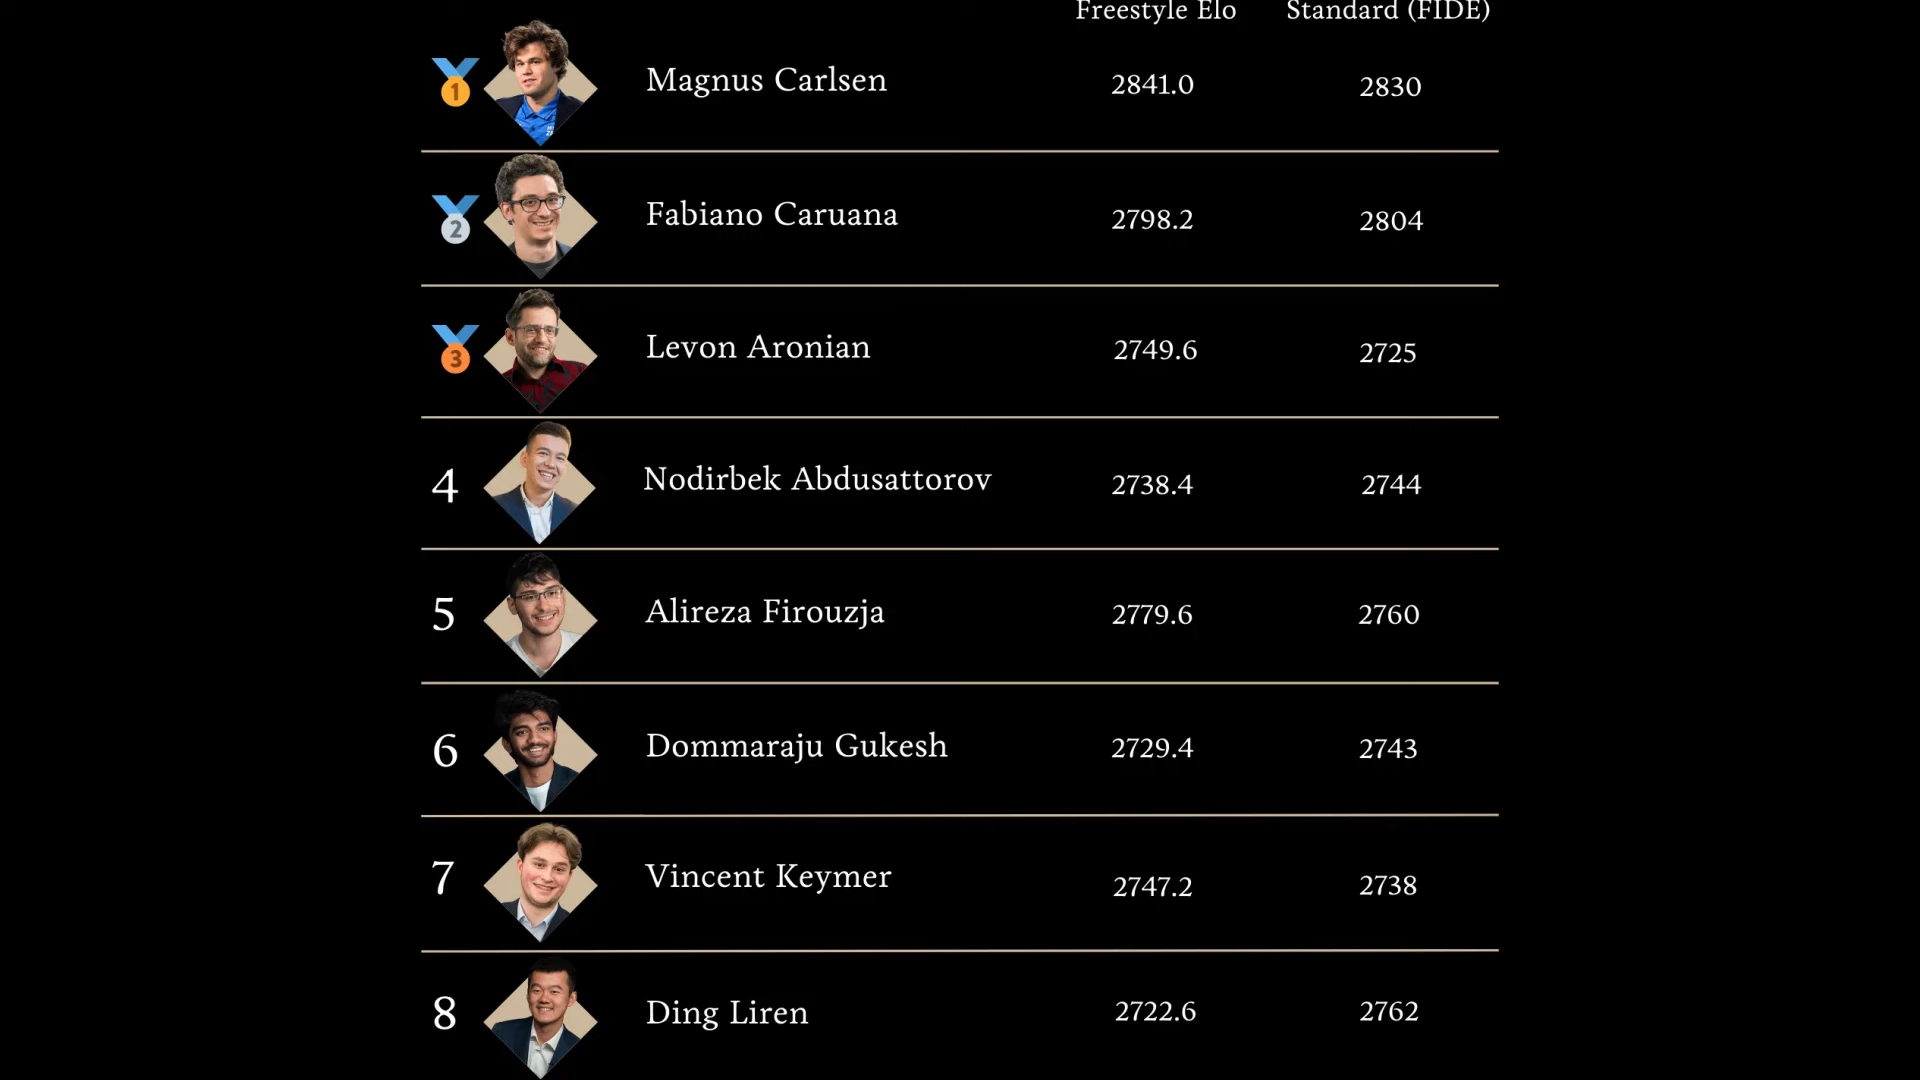 Freestyle Elo Standard (FIDE)
1 Magnus Carlsen 2841.0 2830
2 Fabiano Caruana 2798.2 2804
3 Levon Aronian 2749.6 2725
4 Nodirbek Abdusattorov 2738.4 2744
5 Alireza Firouzja 2779.6 2760
6 Dommaraju Gukesh 2729.4 2743
7 Vincent Keymer 2747.2 2738
8 Ding Liren 2722.6 2762